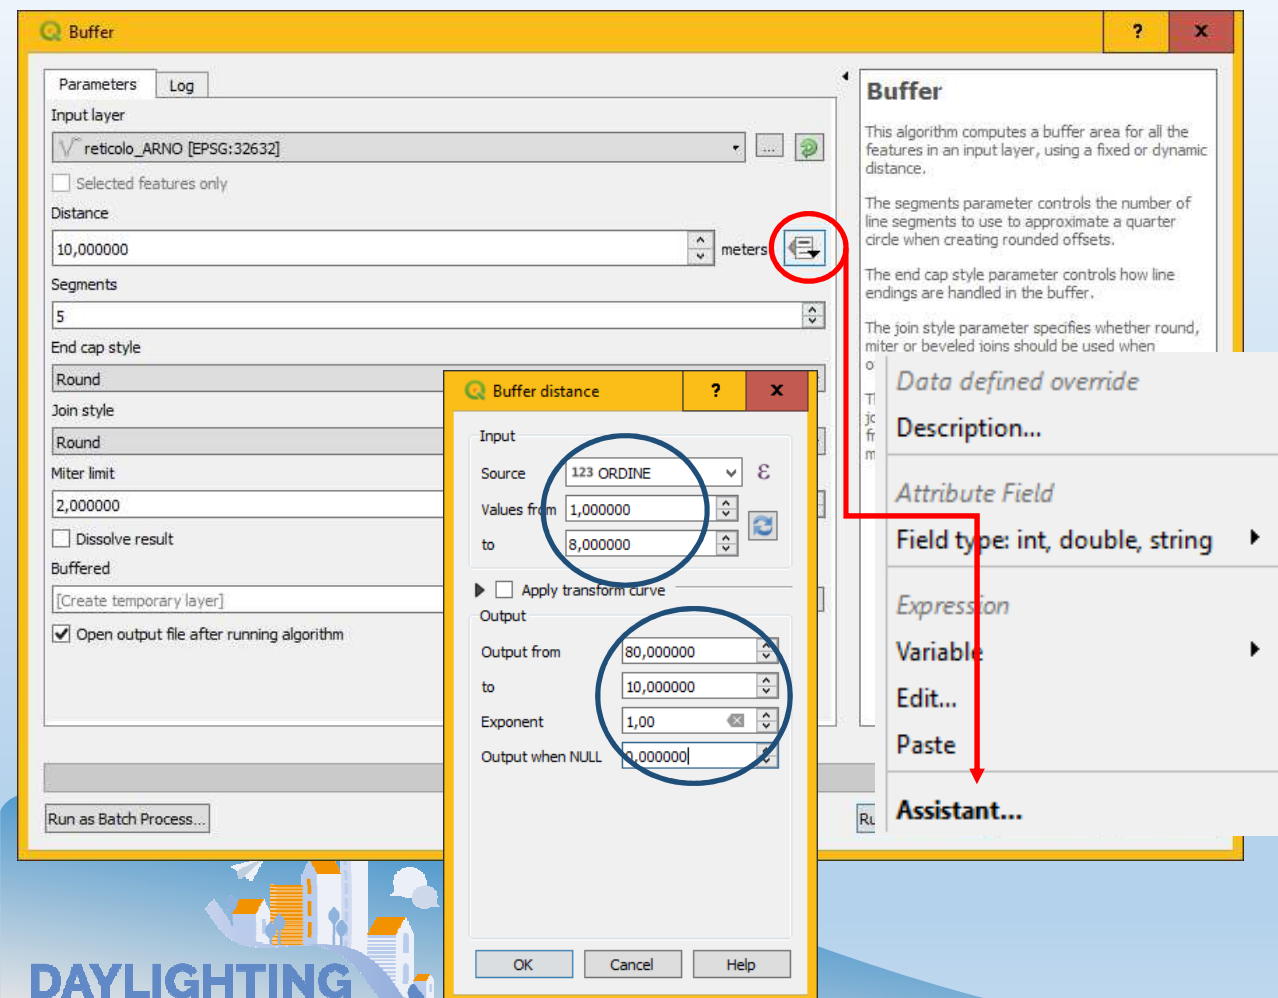 Buffer
?
x
Parameters
Log
Input layer
reticolo_ARNO [EPSG:32632]
...
Selected features only
Distance
10,000000
meters
Segments
5
End cap style
Round
Join style
Round
Miter limit
2,000000
Dissolve result
Buffered
[Create temporary layer]
Open output file after running algorithm
Run as Batch Process...
Buffer
This algorithm computes a buffer area for all the
features in an input layer, using a fixed or dynamic
distance.
The segments parameter controls the number of
line segments to use to approximate a quarter
circle when creating rounded offsets.
The end cap style parameter controls how line
endings are handled in the buffer.
The join style parameter specifies whether round,
miter or beveled joins should be used when
Buffer distance
?
x
Input
Source
123 ORDINE
ε
Values from
1,000000
to
8,000000
Apply transform curve
Output
Output from
80,000000
to
10,000000
Exponent
1,00
Output when NULL
0,000000
OK
Cancel
Help
Data defined override
Description...
Attribute Field
Field type: int, double, string
Expression
Variable
Edit...
Paste
Assistant...
DAYLIGHTING